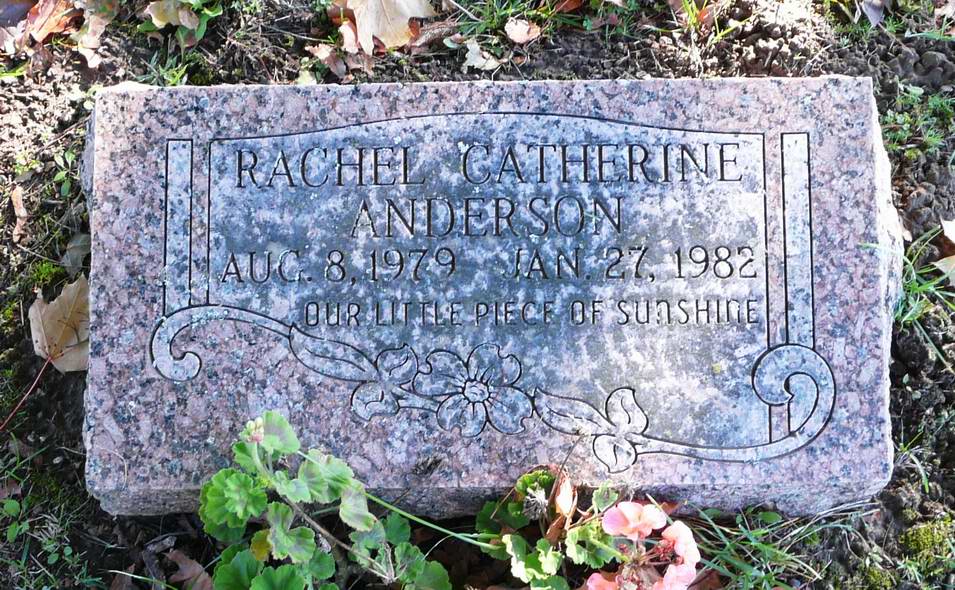 RACHEL CATHERINE
ANDERSON
AUG. 8, 1979 JAN. 27, 1982
OUR LITTLE PIECE OF SUNSHINE